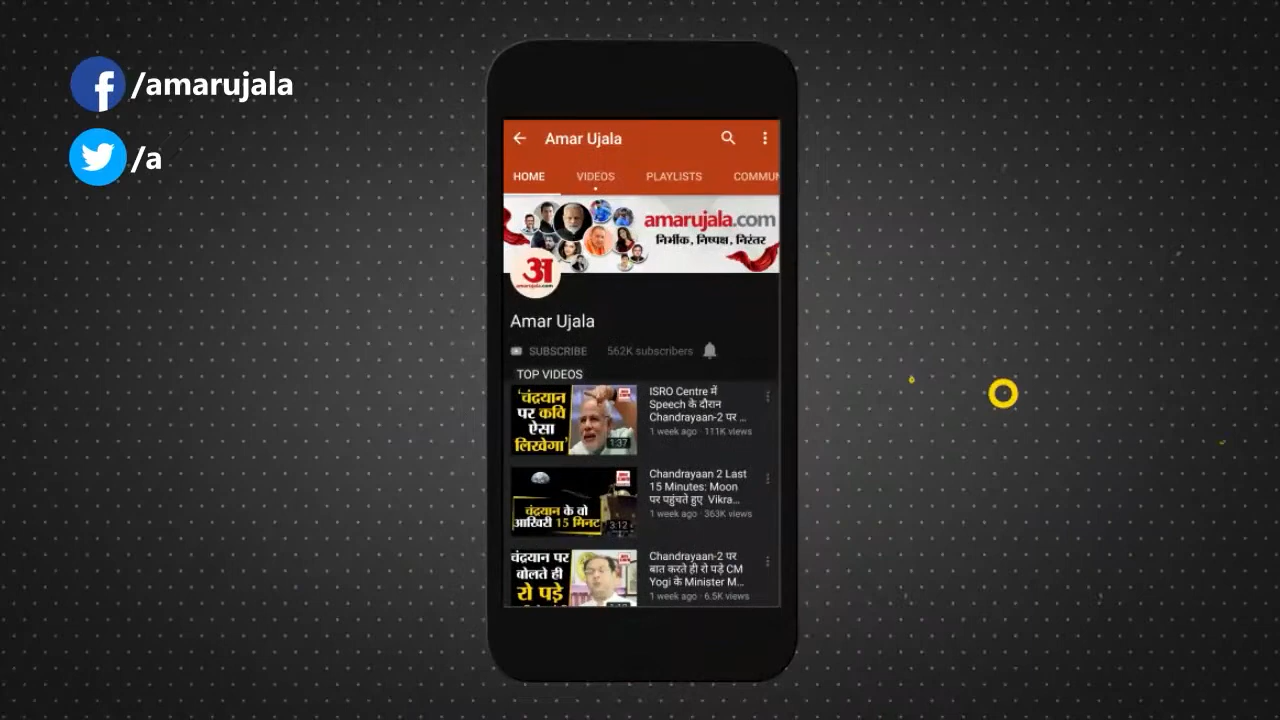 /amarujala
/a
Amar Ujala
HOME VIDEOS PLAYLISTS COMMUN
amarujala.com
निर्भीक, निष्पक्ष, निरंतर
अ
amarujala.com
Amar Ujala
SUBSCRIBE 562K subscribers
TOP VIDEOS
'चंद्रयान
पर कवि
ऐसा
लिखेगा'
1:37
ISRO Centre में
Speech के दौरान
Chandrayaan-2 पर ...
1 week ago · 111K views
चंद्रयान के वो
आखिरी 15 मिनट
3:12
Chandrayaan 2 Last
15 Minutes: Moon
पर पहुंचते हुए Vikra...
1 week ago · 363K views
चंद्रयान पर
बोलते ही
रो पड़े
Chandrayaan-2 पर
बात करते ही रो पड़े CM
Yogi के Minister M...
1 week ago · 6.5K views